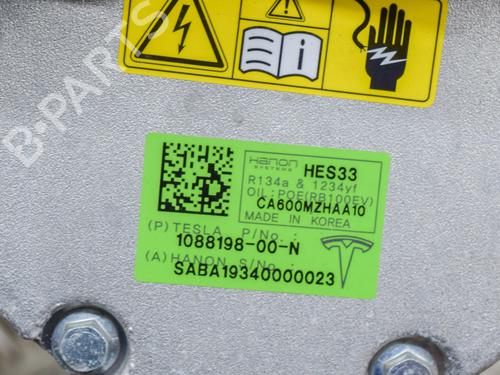 B-PARTS
Hanon
SYSTEMS
HES33
R134a & 1234yf
OIL:POE(RB100EV)
CA600MZHAA10
MADE IN KOREA
(P)TESLA P/No :
1088198-00-N
(A)HANON S/No :
SABA19340000023